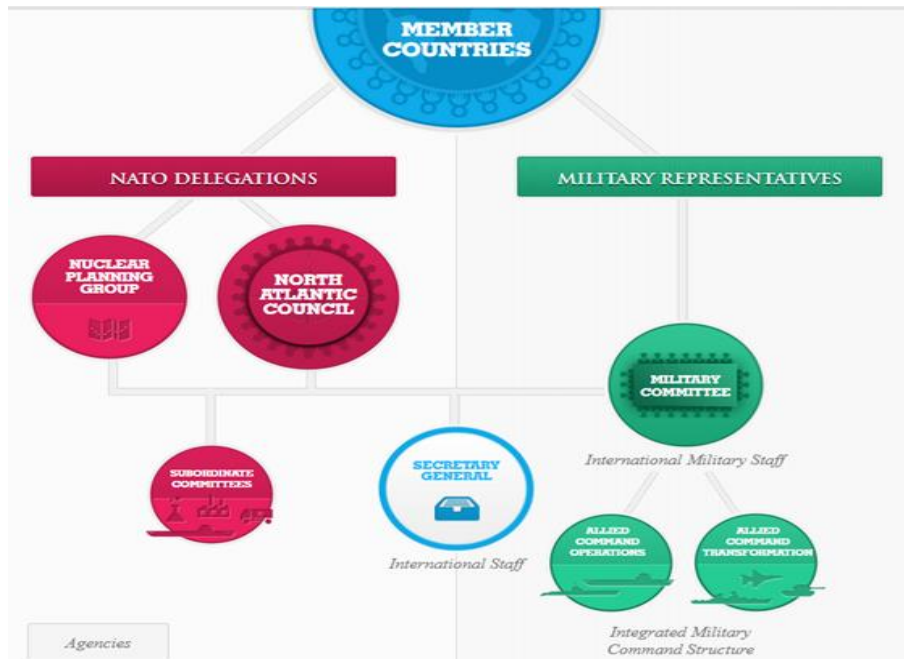 MEMBER
COUNTRIES
NATO DELEGATIONS
MILITARY REPRESENTATIVES
NUCLEAR
PLANNING
GROUP
NORTH
ATLANTIC
COUNCIL
MILITARY
COMMITTEE
International Military Staff
SUBORDINATE
COMMITTEES
SECRETARY
GENERAL
International Staff
ALLIED
COMMAND
OPERATIONS
ALLIED
COMMAND
TRANSFORMATION
Integrated Military
Command Structure
Agencies